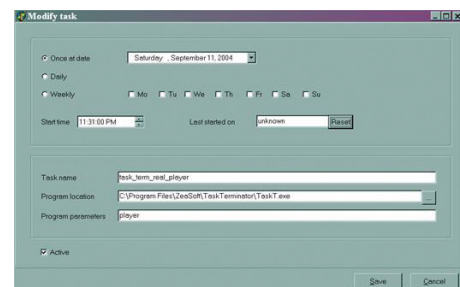 Modify task
Once at date Saturday , September 11, 2004
Daily
Weekly Mo Tu We Th Fr Sa Su
Start time 11:31:00 PM Last started on unknown Reset
Task name task_term_real_player
Program location C:\Program Files\ZeaSoft\TaskTerminator\TaskT.exe ...
Program parameters player
Active
Save Cancel